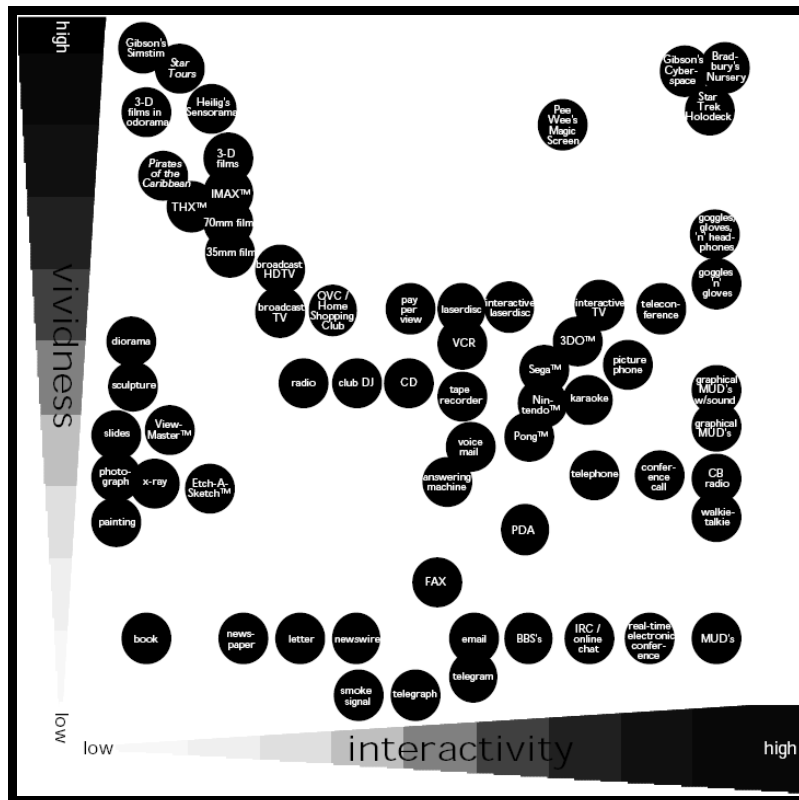 high
Gibson's
Simstim
Star
Tours
Gibson's
Cyber-
space
Brad-
bury's
Nursery
3-D
films in
odorama
Heilig's
Sensorama
Pee
Wee's
Magic
Screen
Star
Trek
Holodeck
Pirates
of the
Caribbean
3-D
films
THX™
IMAX™
70mm film
35mm film
goggles,
gloves,
'n' head-
phones
broadcast
HDTV
goggles
'n'
gloves
broadcast
TV
QVC /
Home
Shopping
Club
pay
per
view
laserdisc
interactive
laserdisc
interactive
TV
telecon-
ference
vividness
diorama
VCR
3DO™
picture
phone
sculpture
radio
club DJ
CD
tape
recorder
Sega™
Nin-
tendo™
karaoke
graphical
MUD's
w/sound
slides
View-
Master™
voice
mail
Pong™
graphical
MUD's
photo-
graph
x-ray
Etch-A-
Sketch™
answering
machine
telephone
confer-
ence
call
CB
radio
painting
PDA
walkie-
talkie
FAX
book
news-
paper
letter
newswire
email
BBS's
IRC /
online
chat
real-time
electronic
confer-
ence
MUD's
smoke
signal
telegraph
telegram
low
low
interactivity
high